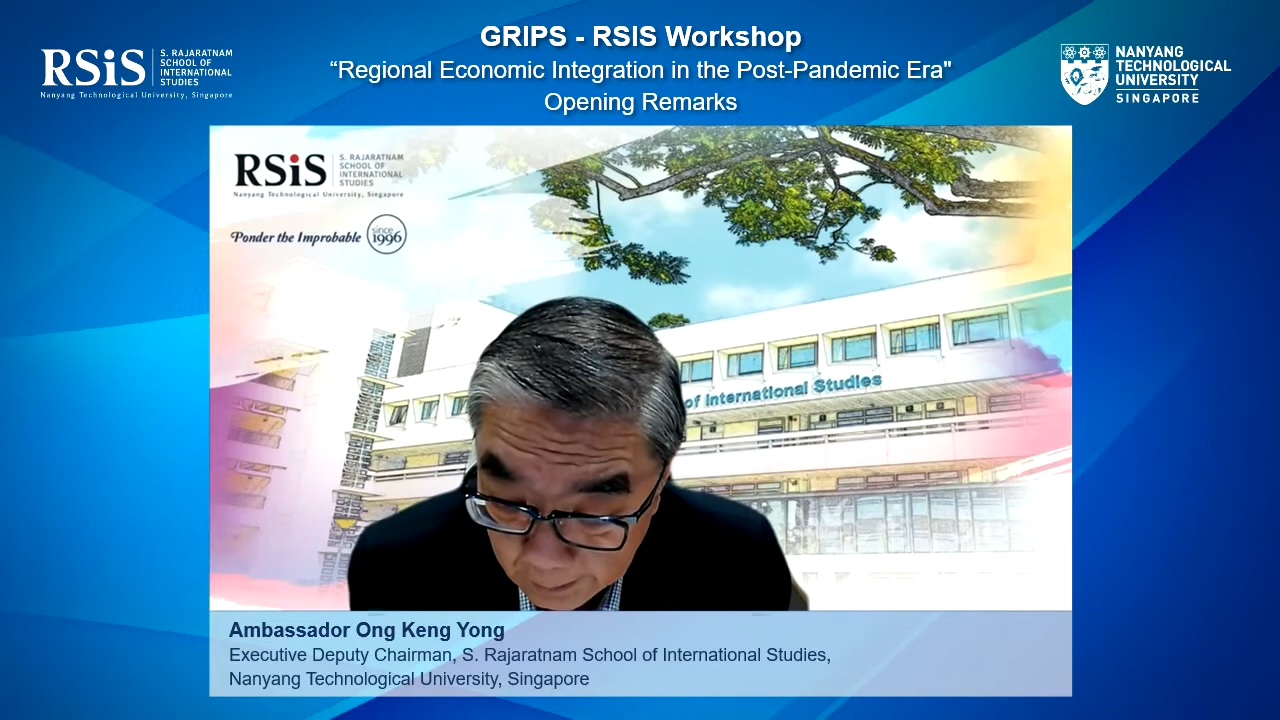 GRIPS - RSIS Workshop
“Regional Economic Integration in the Post-Pandemic Era"
Opening Remarks
RSiS
S. RAJARATNAM
SCHOOL OF
INTERNATIONAL
STUDIES
Nanyang Technological University, Singapore
NANYANG
TECHNOLOGICAL
UNIVERSITY
SINGAPORE
RSiS
S. RAJARATNAM
SCHOOL OF
INTERNATIONAL
STUDIES
Nanyang Technological University, Singapore
Ponder the Improbable
since
1996
of International Studies
Ambassador Ong Keng Yong
Executive Deputy Chairman, S. Rajaratnam School of International Studies,
Nanyang Technological University, Singapore